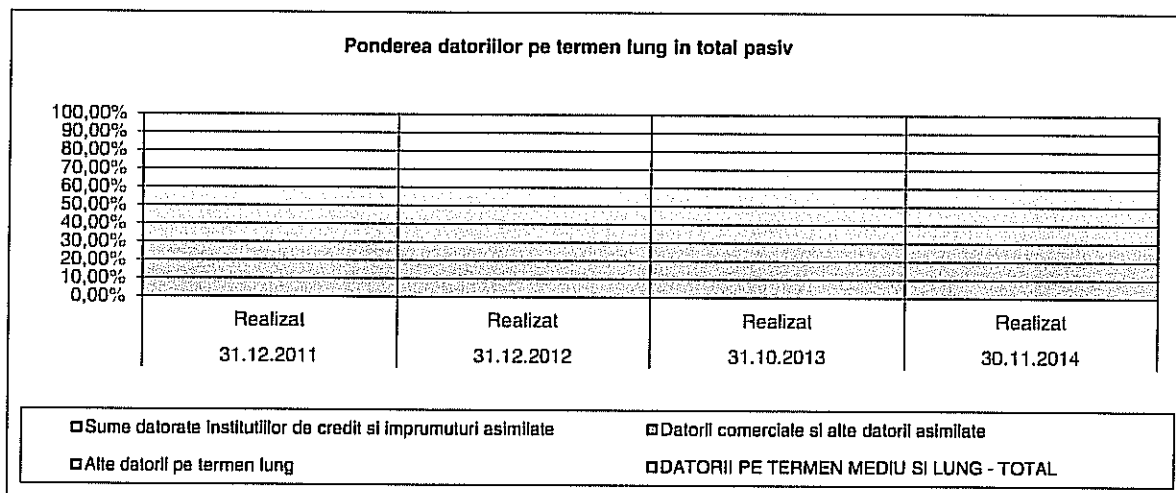 Ponderea datoriilor pe termen lung in total pasiv
100,00%
90,00%
80,00%
70,00%
60,00%
50,00%
40,00%
30,00%
20,00%
10,00%
0,00%
Realizat Realizat Realizat Realizat
31.12.2011 31.12.2012 31.10.2013 30.11.2014
Sume datorate institutiilor de credit si imprumuturi asimilate Datorii comerciale si alte datorii asimilate
Alte datorii pe termen lung DATORII PE TERMEN MEDIU SI LUNG - TOTAL